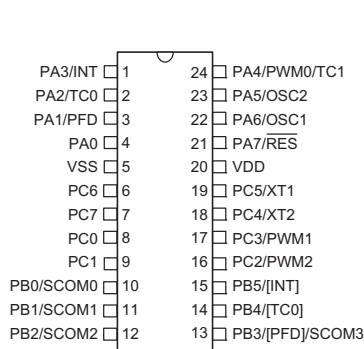 PA3/INT 1 24 PA4/PWM0/TC1
PA2/TC0 2 23 PA5/OSC2
PA1/PFD 3 22 PA6/OSC1
PA0 4 21 PA7/RES
VSS 5 20 VDD
PC6 6 19 PC5/XT1
PC7 7 18 PC4/XT2
PC0 8 17 PC3/PWM1
PC1 9 16 PC2/PWM2
PB0/SCOM0 10 15 PB5/[INT]
PB1/SCOM1 11 14 PB4/[TC0]
PB2/SCOM2 12 13 PB3/[PFD]/SCOM3